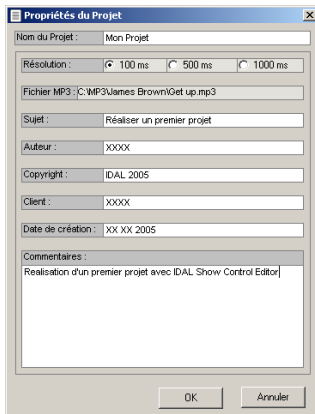 Propriétés du Projet
Nom du Projet : Mon Projet
Résolution : 100 ms 500 ms 1000 ms
Fichier MP3 : C:\MP3\James Brown\Get up.mp3
Sujet : Réaliser un premier projet
Auteur : XXXX
Copyright : IDAL 2005
Client : XXXX
Date de création : XX XX 2005
Commentaires :
Realisation d'un premier projet avec IDAL Show Control Editor
OK Annuler